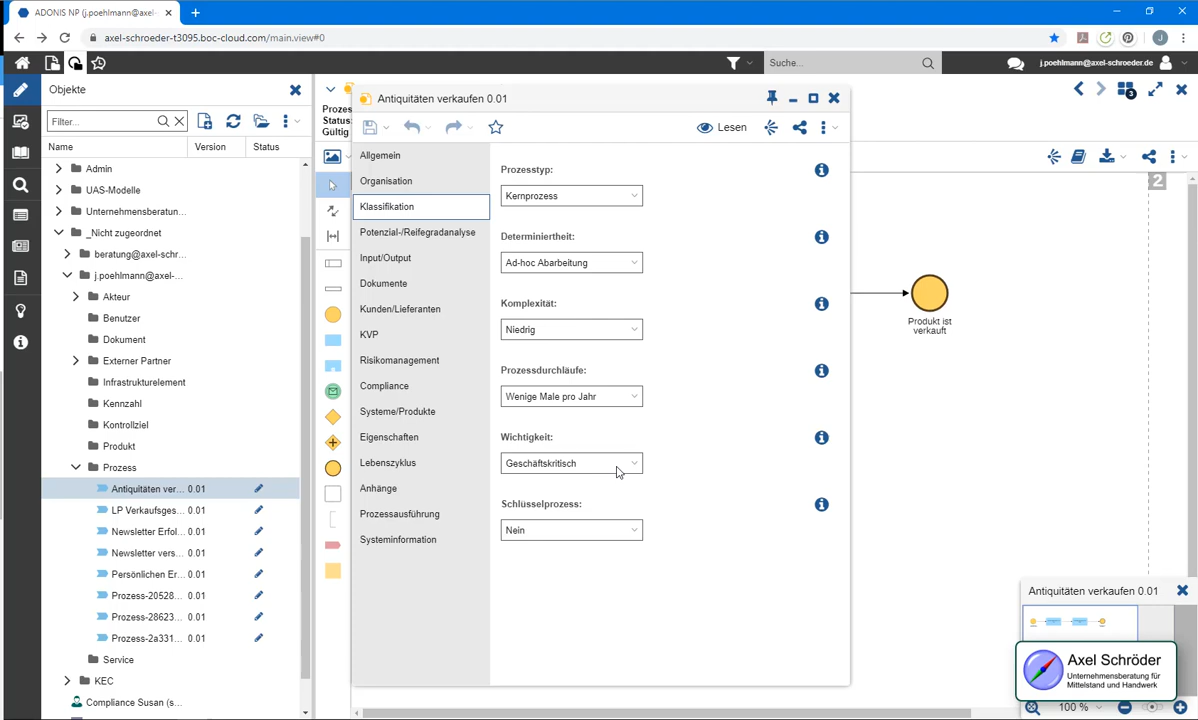 ADONIS NP (j.poehlmann@axel-
axel-schroeder-t3095.boc-cloud.com/main.view#0
J
Suche...
j.poehlmann@axel-schroeder.de
Objekte
Filter...
Name
Version
Status
Admin
UAS-Modelle
Unternehmensberatun...
_Nicht zugeordnet
beratung@axel-schr...
j.poehlmann@axel-...
Akteur
Benutzer
Dokument
Externer Partner
Infrastrukturelement
Kennzahl
Kontrollziel
Produkt
Prozess
Antiquitäten ver... 0.01
LP Verkaufsges... 0.01
Newsletter Erfol... 0.01
Newsletter vers... 0.01
Persönlichen Er... 0.01
Prozess-20528... 0.01
Prozess-28623... 0.01
Prozess-2a331... 0.01
Service
KEC
Compliance Susan (s...
Proze
Status:
Gültig
Antiquitäten verkaufen 0.01
Lesen
Allgemein
Organisation
Klassifikation
Potenzial-/Reifegradanalyse
Input/Output
Dokumente
Kunden/Lieferanten
KVP
Risikomanagement
Compliance
Systeme/Produkte
Eigenschaften
Lebenszyklus
Anhänge
Prozessausführung
Systeminformation
Prozesstyp:
Kernprozess
Determiniertheit:
Ad-hoc Abarbeitung
Komplexität:
Niedrig
Prozessdurchläufe:
Wenige Male pro Jahr
Wichtigkeit:
Geschäftskritisch
Schlüsselprozess:
Nein
3
2
Produkt ist
verkauft
Antiquitäten verkaufen 0.01
Axel Schröder
Unternehmensberatung für
Mittelstand und Handwerk
100 %